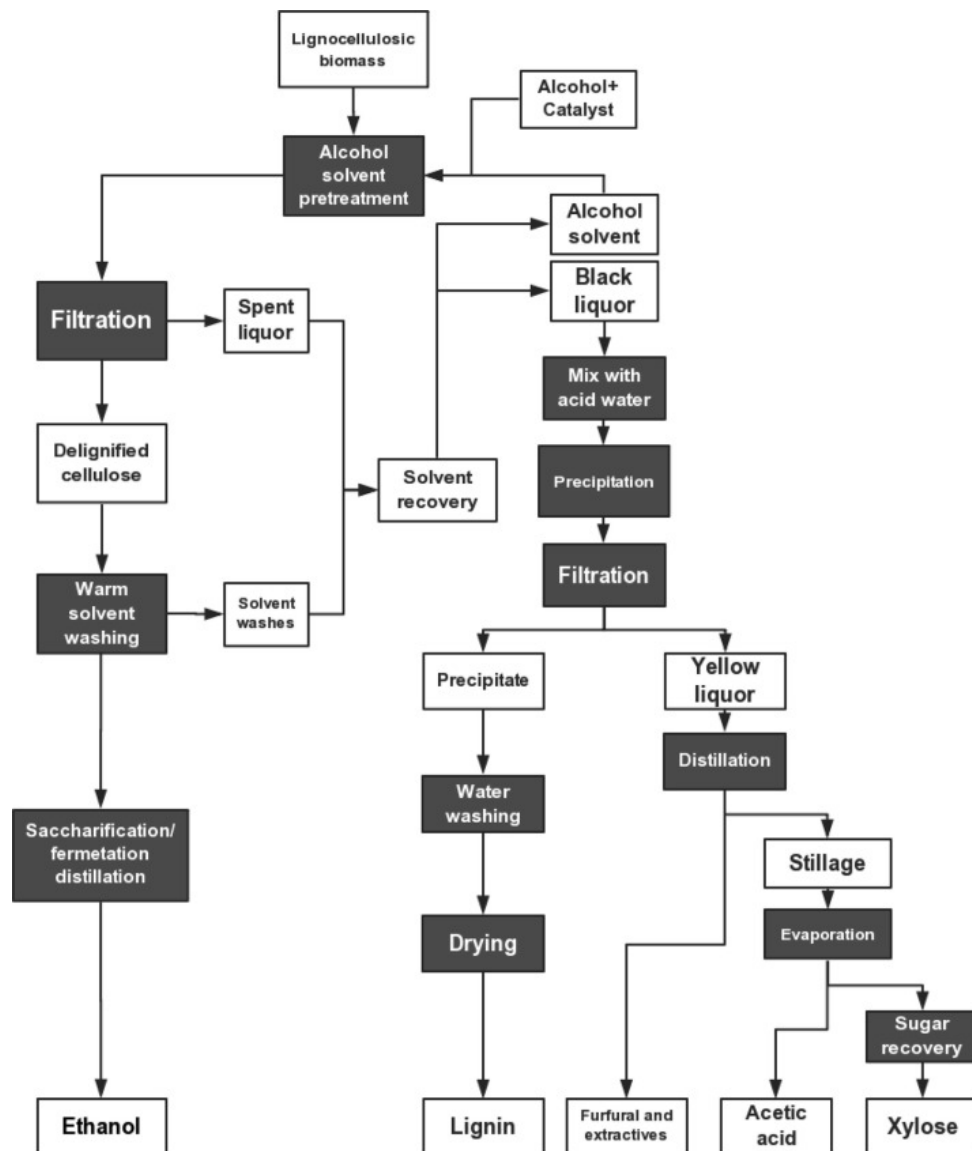 Lignocellulosic
biomass
Alcohol+
Catalyst
Alcohol
solvent
pretreatment
Alcohol
solvent
Black
liquor
Filtration
Spent
liquor
Mix with
acid water
Delignified
cellulose
Solvent
recovery
Precipitation
Filtration
Warm
solvent
washing
Solvent
washes
Precipitate
Yellow
liquor
Distillation
Water
washing
Saccharification/
fermetation
distillation
Stillage
Drying
Evaporation
Sugar
recovery
Ethanol
Lignin
Furfural and
extractives
Acetic
acid
Xylose